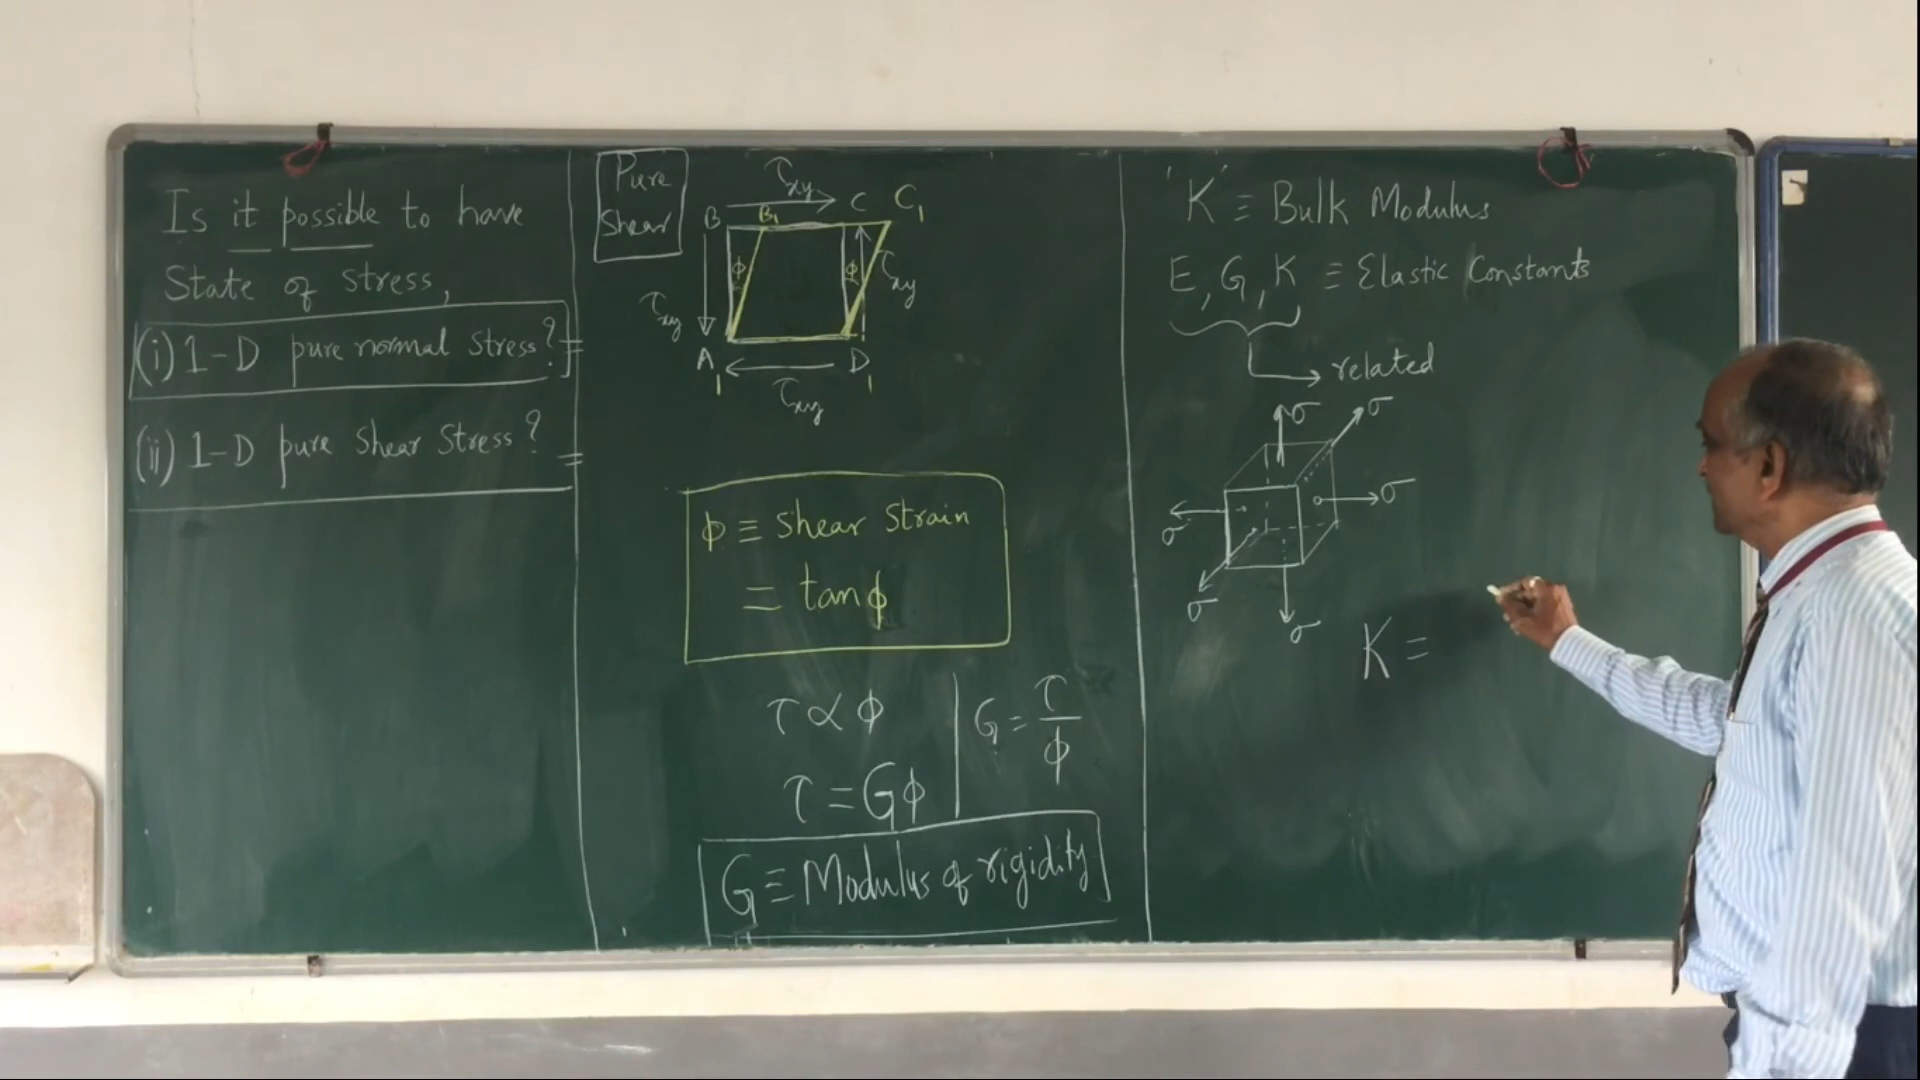 Is it possible to have
State of stress,
(i) 1-D pure normal stress?
(ii) 1-D pure shear stress?
Pure
Shear
τxy
B B₁ C C₁
ϕ ϕ
τxy τxy
A₁ D₁
τxy
ϕ ≡ Shear Strain
= tanϕ
τ ∝ ϕ
G = τ/ϕ
τ = Gϕ
G ≡ Modulus of rigidity
'K' ≡ Bulk Modulus
E, G, K ≡ Elastic Constants
related
σ σ
σ σ
σ σ
K =